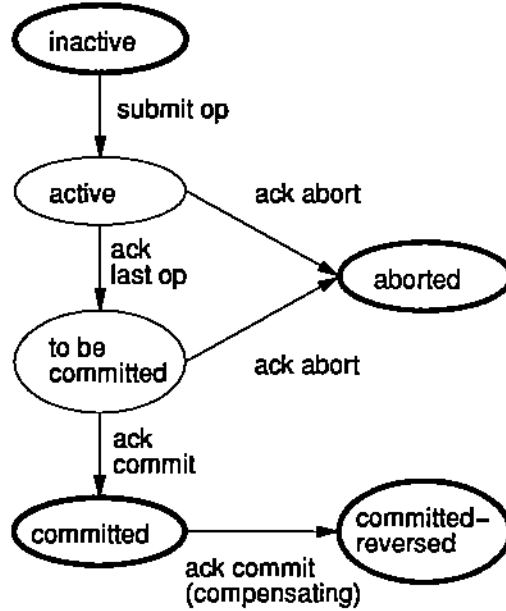 inactive
submit op
active
ack abort
ack
last op
aborted
to be
committed
ack abort
ack
commit
committed
committed-
reversed
ack commit
(compensating)